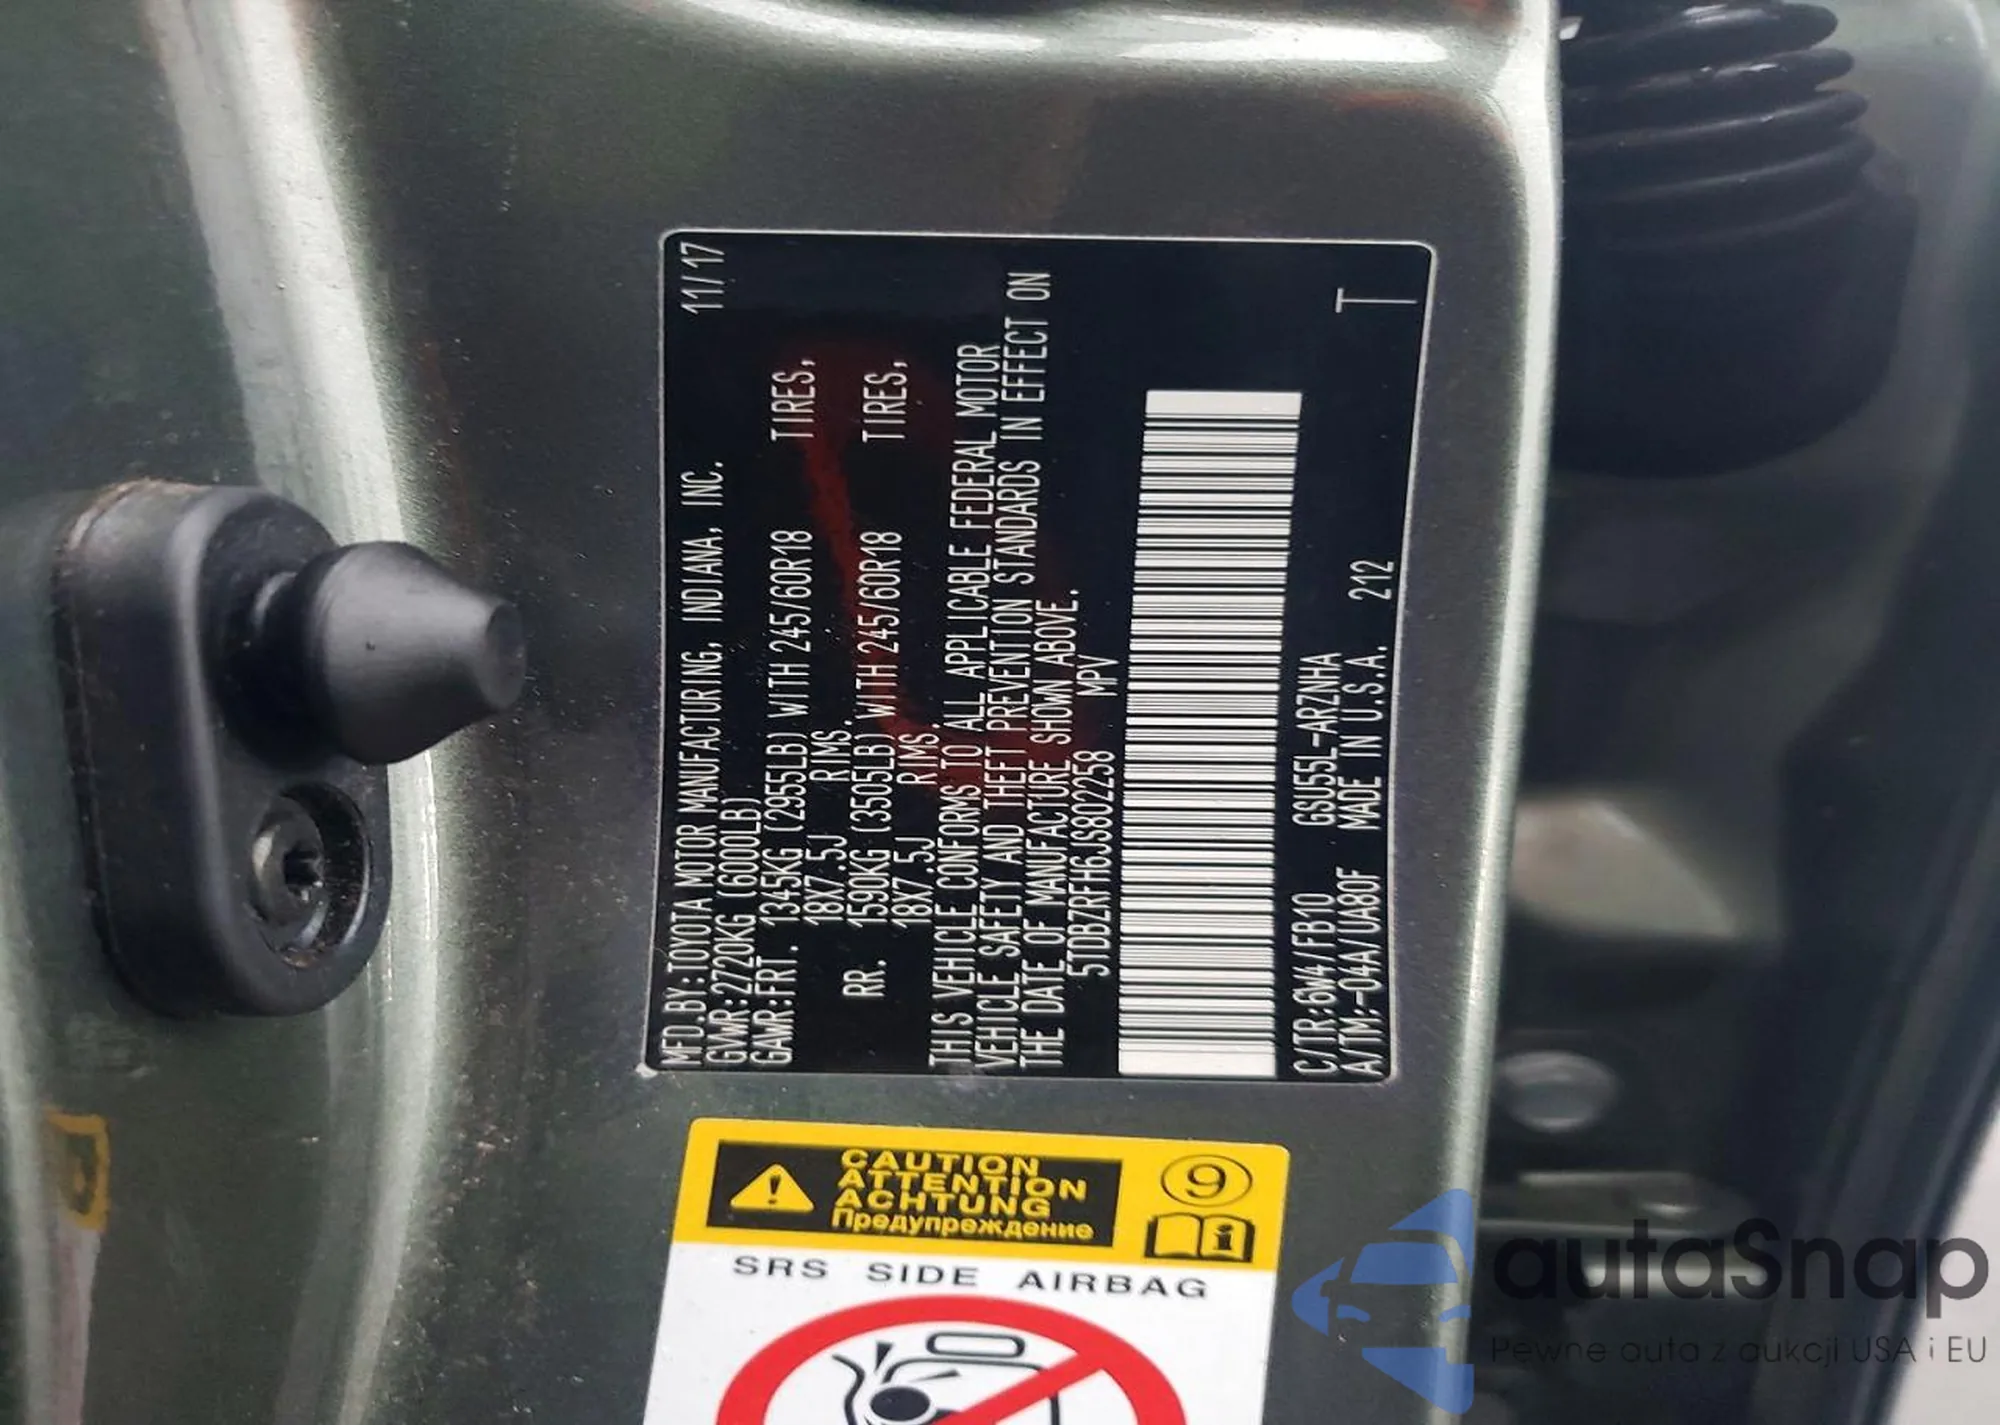 MFD.BY:TOYOTA MOTOR MANUFACTURING, INDIANA, INC. 11/17
GVWR:2720KG (6000LB)
GAWR:FRT. 1345KG (2955LB) WITH 245/60R18 TIRES,
18X7.5J RIMS.
RR. 1590KG (3505LB) WITH 245/60R18 TIRES,
18X7.5J RIMS.
THIS VEHICLE CONFORMS TO ALL APPLICABLE FEDERAL MOTOR
VEHICLE SAFETY AND THEFT PREVENTION STANDARDS IN EFFECT ON
THE DATE OF MANUFACTURE SHOWN ABOVE.
5TDBZRFH6JS802258 MPV
C/TR:6W4/FB10 GSU55L-ARZNHA
A/TM:-04A/UA80F MADE IN U.S.A. 212
T
CAUTION
ATTENTION
ACHTUNG
Предупреждение
9
i
SRS SIDE AIRBAG
autaSnap
Pewne auta z aukcji USA i EU